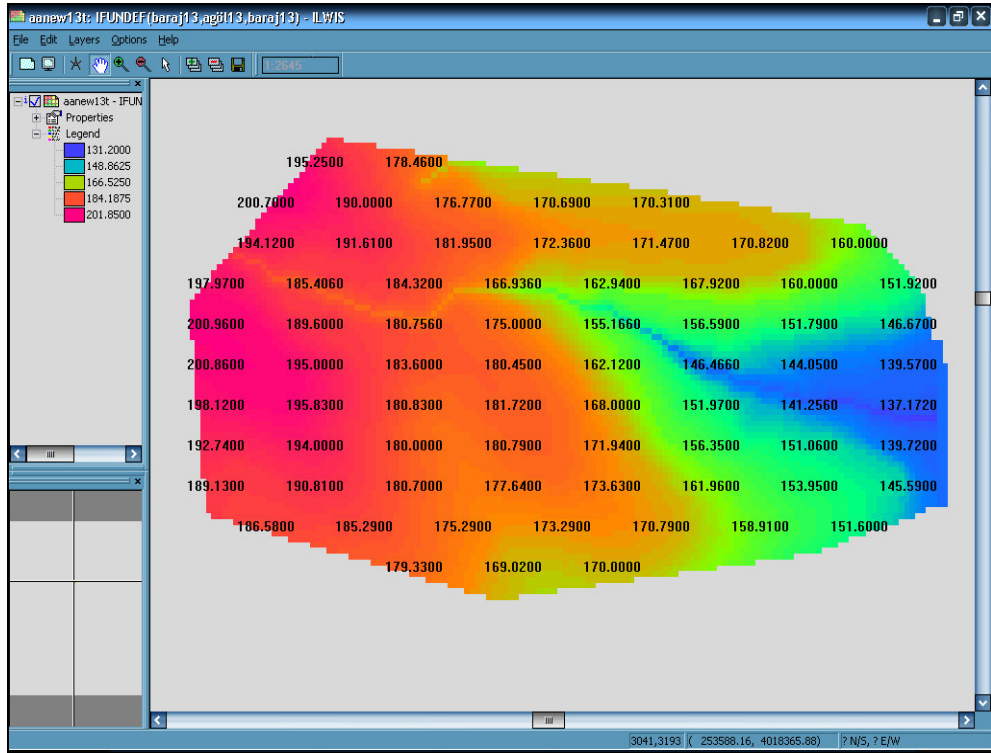 aanew13t: IFUNDEF(baraj13,agöl13,baraj13) - ILWIS
File Edit Layers Options Help
1:2645
aanew13t - IFUN
Properties
Legend
131.2000
148.8625
166.5250
184.1875
201.8500
195.2500 178.4600
200.7000 190.0000 176.7700 170.6900 170.3100
194.1200 191.6100 181.9500 172.3600 171.4700 170.8200 160.0000
197.9700 185.4060 184.3200 166.9360 162.9400 167.9200 160.0000 151.9200
200.9600 189.6000 180.7560 175.0000 155.1660 156.5900 151.7900 146.6700
200.8600 195.0000 183.6000 180.4500 162.1200 146.4660 144.0500 139.5700
198.1200 195.8300 180.8300 181.7200 168.0000 151.9700 141.2560 137.1720
192.7400 194.0000 180.0000 180.7900 171.9400 156.3500 151.0600 139.7200
189.1300 190.8100 180.7000 177.6400 173.6300 161.9600 153.9500 145.5900
186.5800 185.2900 175.2900 173.2900 170.7900 158.9100 151.6000
179.3300 169.0200 170.0000
3041,3193 ( 253588.16, 4018365.88) ? N/S, ? E/W